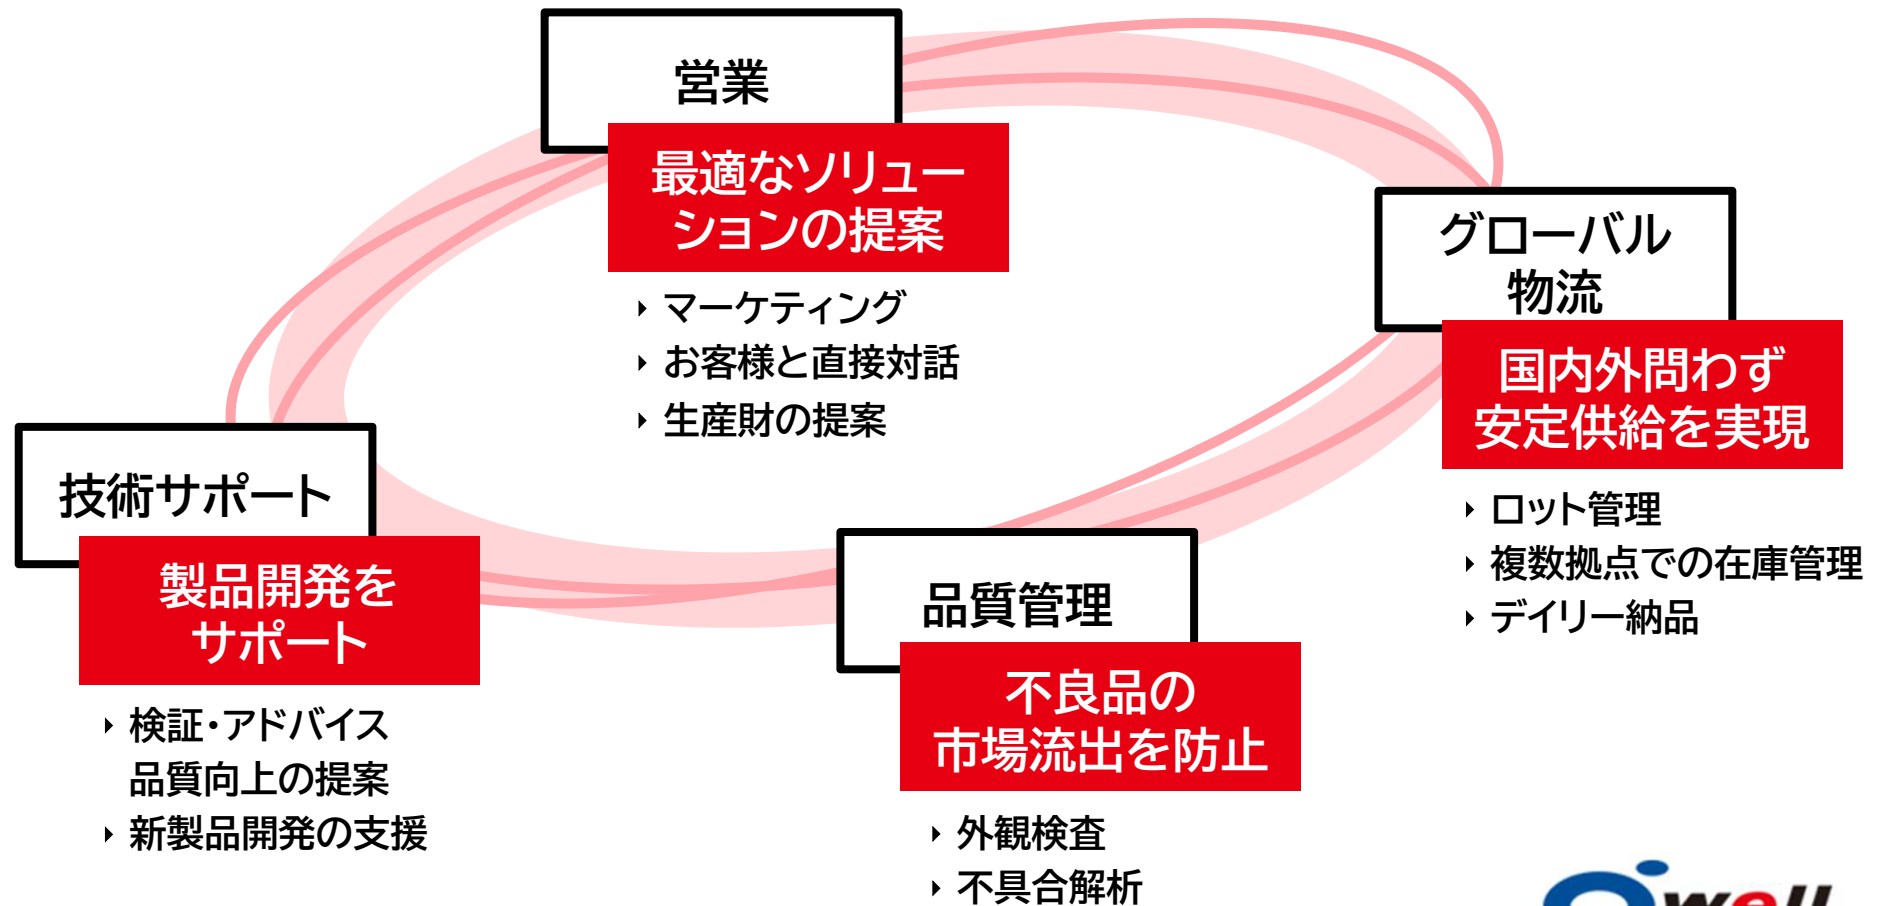 営業
最適なソリュー
ションの提案
マーケティング
お客様と直接対話
生産財の提案
グローバル
物流
国内外問わず
安定供給を実現
ロット管理
複数拠点での在庫管理
デイリー納品
技術サポート
製品開発を
サポート
検証・アドバイス
品質向上の提案
新製品開発の支援
品質管理
不良品の
市場流出を防止
外観検査
不具合解析
well